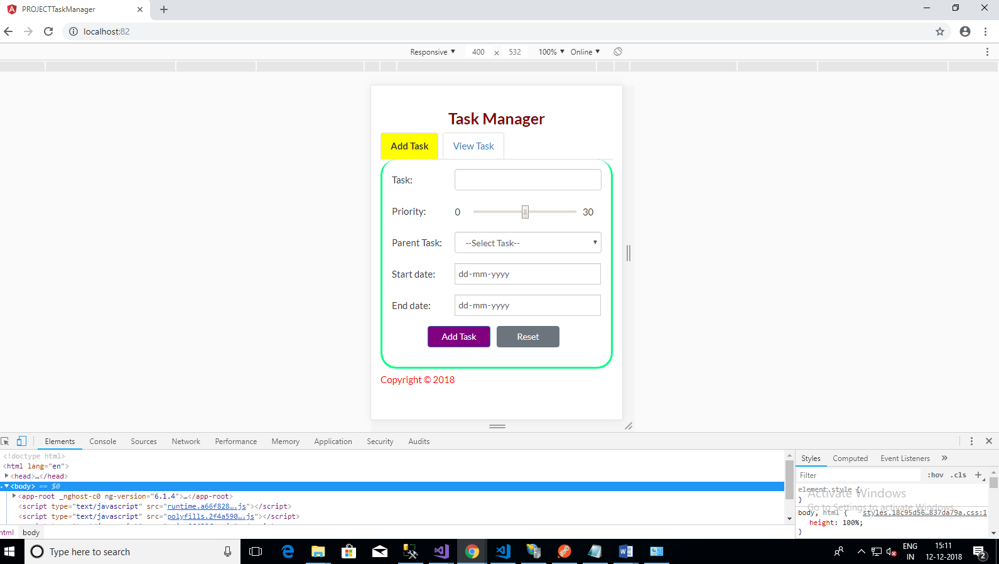 PROJECTTaskManager
localhost:82
Responsive ▼ 400 × 532 100% ▼ Online ▼
Task Manager
Add Task View Task
Task:
Priority: 0 30
Parent Task: --Select Task--
Start date: dd-mm-yyyy
End date: dd-mm-yyyy
Add Task Reset
Copyright © 2018
Elements Console Sources Network Performance Memory Application Security Audits
<!doctype html>
<html lang="en">
<head>…</head>
<body> == $0
<app-root _nghost-c0 ng-version="6.1.4">…</app-root>
<script type="text/javascript" src="runtime.a66f828….js"></script>
<script type="text/javascript" src="polyfills.2f4a590….js"></script>
html body
Styles Computed Event Listeners »
Filter :hov .cls +
element.style {
}
Activate Windows
Go to Settings to activate Windows.
body, html { styles.18c95d56…837da79a.css:1
height: 100%;
}
Type here to search
ENG
IN
15:11
12-12-2018
2